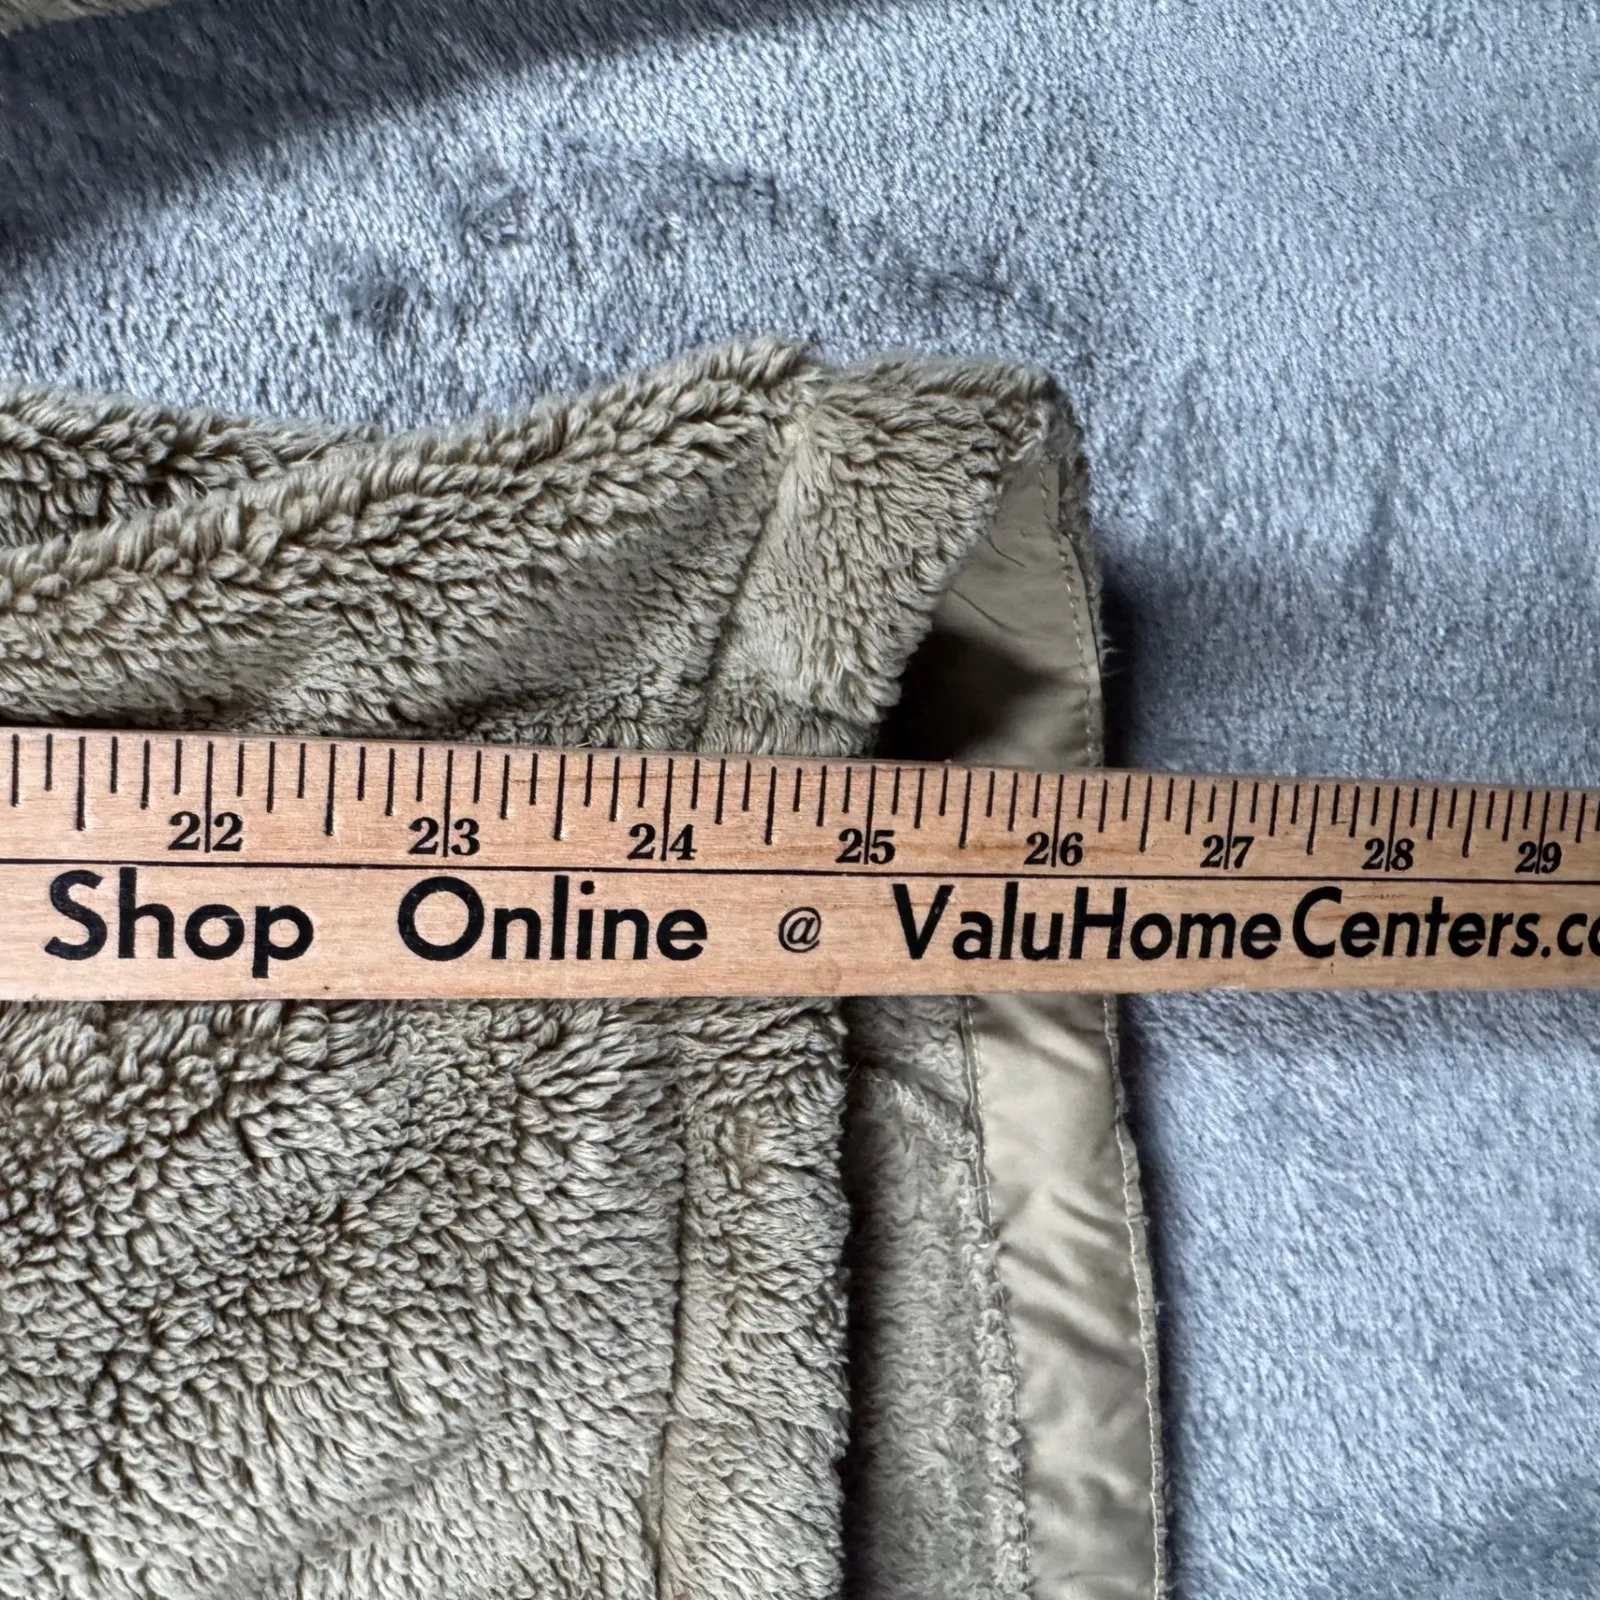 22 23 24 25 26 27 28 29
Shop Online @ ValuHomeCenters.co